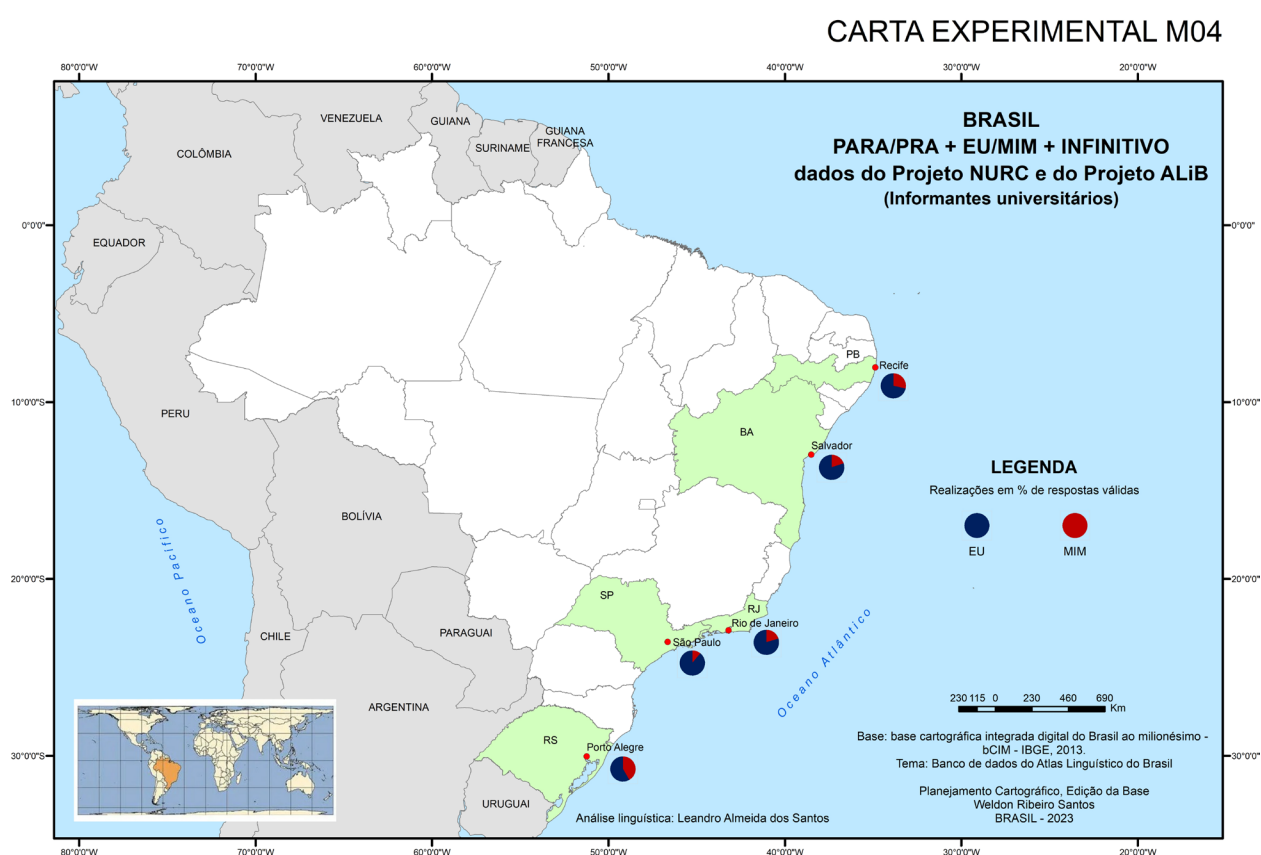 CARTA EXPERIMENTAL M04
80°0'0"O 70°0'0"O 60°0'0"O 50°0'0"O 40°0'0"O 30°0'0"O 20°0'0"O
BRASIL
PARA/PRA + EU/MIM + INFINITIVO
dados do Projeto NURC e do Projeto ALiB
(Informantes universitários)
VENEZUELA
GUIANA
GUIANA
FRANCESA
SURINAME
COLÔMBIA
0°0'0" 0°0'0"
EQUADOR
PB
Recife
10°0'0"S 10°0'0"
PERU
BA
Salvador
LEGENDA
Realizações em % de respostas válidas
EU MIM
BOLÍVIA
Oceano Pacífico
20°0'0"S 20°0'0"
SP
RJ
Rio de Janeiro
São Paulo
CHILE
PARAGUAI
Oceano Atlântico
230 115 0 230 460 690
Km
ARGENTINA
RS
Porto Alegre
30°0'0"S 30°0'0"
URUGUAI
Base: base cartográfica integrada digital do Brasil ao milionésimo -
bCIM - IBGE, 2013.
Tema: Banco de dados do Atlas Linguístico do Brasil
Planejamento Cartográfico, Edição da Base
Weldon Ribeiro Santos
BRASIL - 2023
Análise linguística: Leandro Almeida dos Santos
80°0'0"O 70°0'0"O 60°0'0"O 50°0'0"O 40°0'0"O 30°0'0"O 20°0'0"O